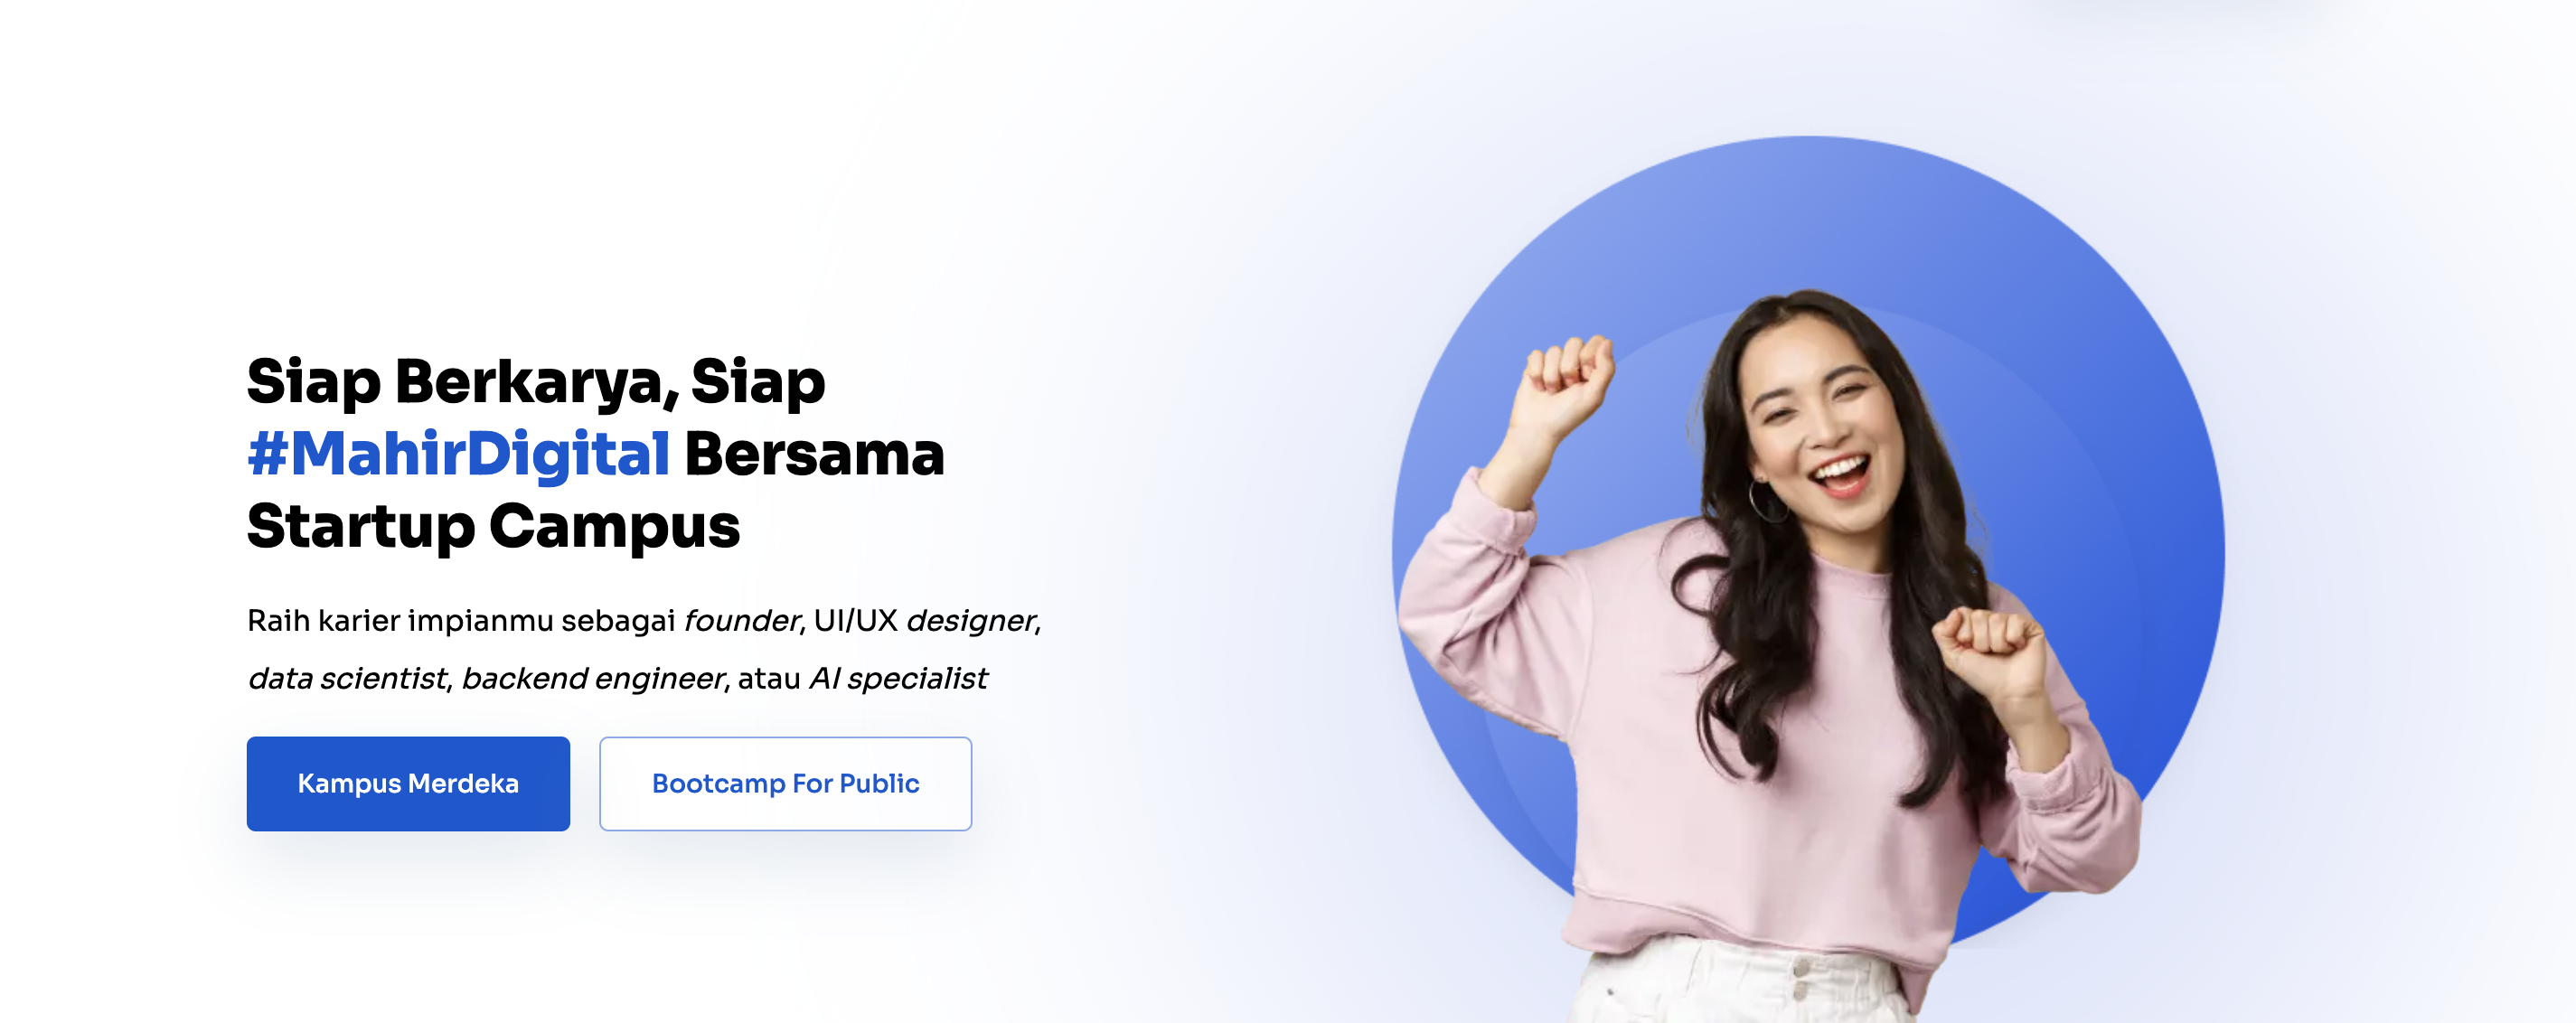 Siap Berkarya, Siap
#MahirDigital Bersama
Startup Campus
Raih karier impianmu sebagai founder, UI/UX designer,
data scientist, backend engineer, atau AI specialist
Kampus Merdeka
Bootcamp For Public